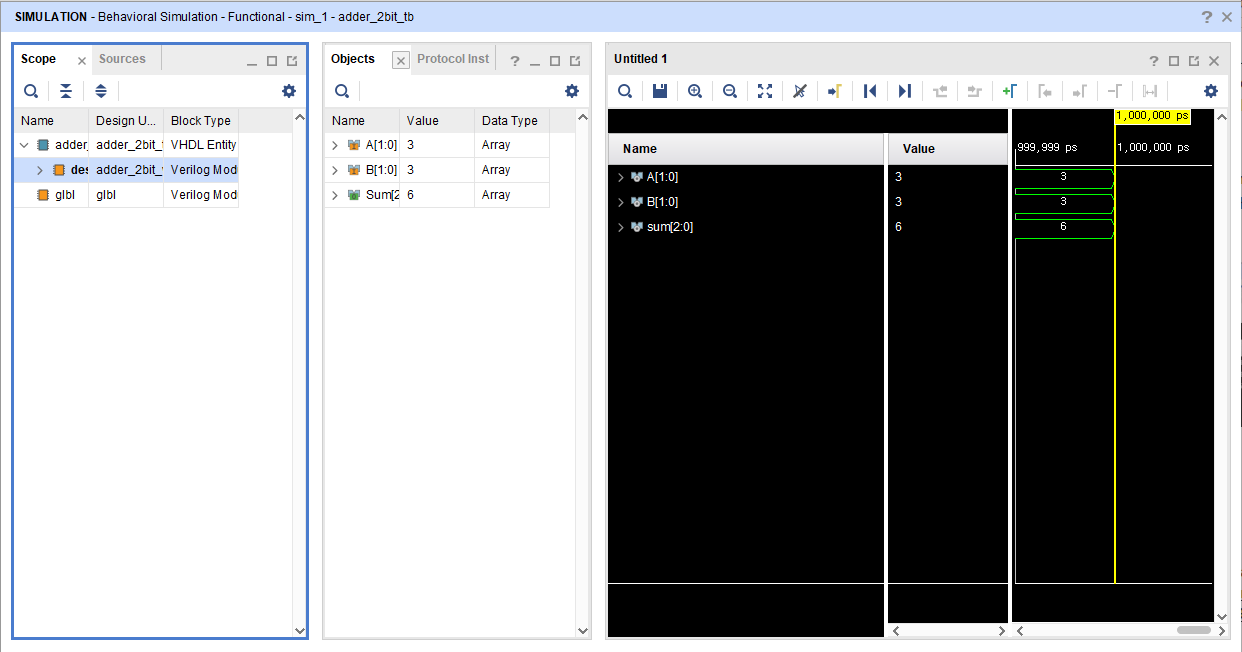 SIMULATION - Behavioral Simulation - Functional - sim_1 - adder_2bit_tb
Scope
Sources
Name Design U... Block Type
adder_ adder_2bit_ VHDL Entity
des adder_2bit_ Verilog Mod
glbl glbl Verilog Mod
Objects
Protocol Inst
Name Value Data Type
A[1:0] 3 Array
B[1:0] 3 Array
Sum[2 6 Array
Untitled 1
1,000,000 ps
Name Value
999,999 ps 1,000,000 ps
A[1:0] 3 3
B[1:0] 3 3
sum[2:0] 6 6